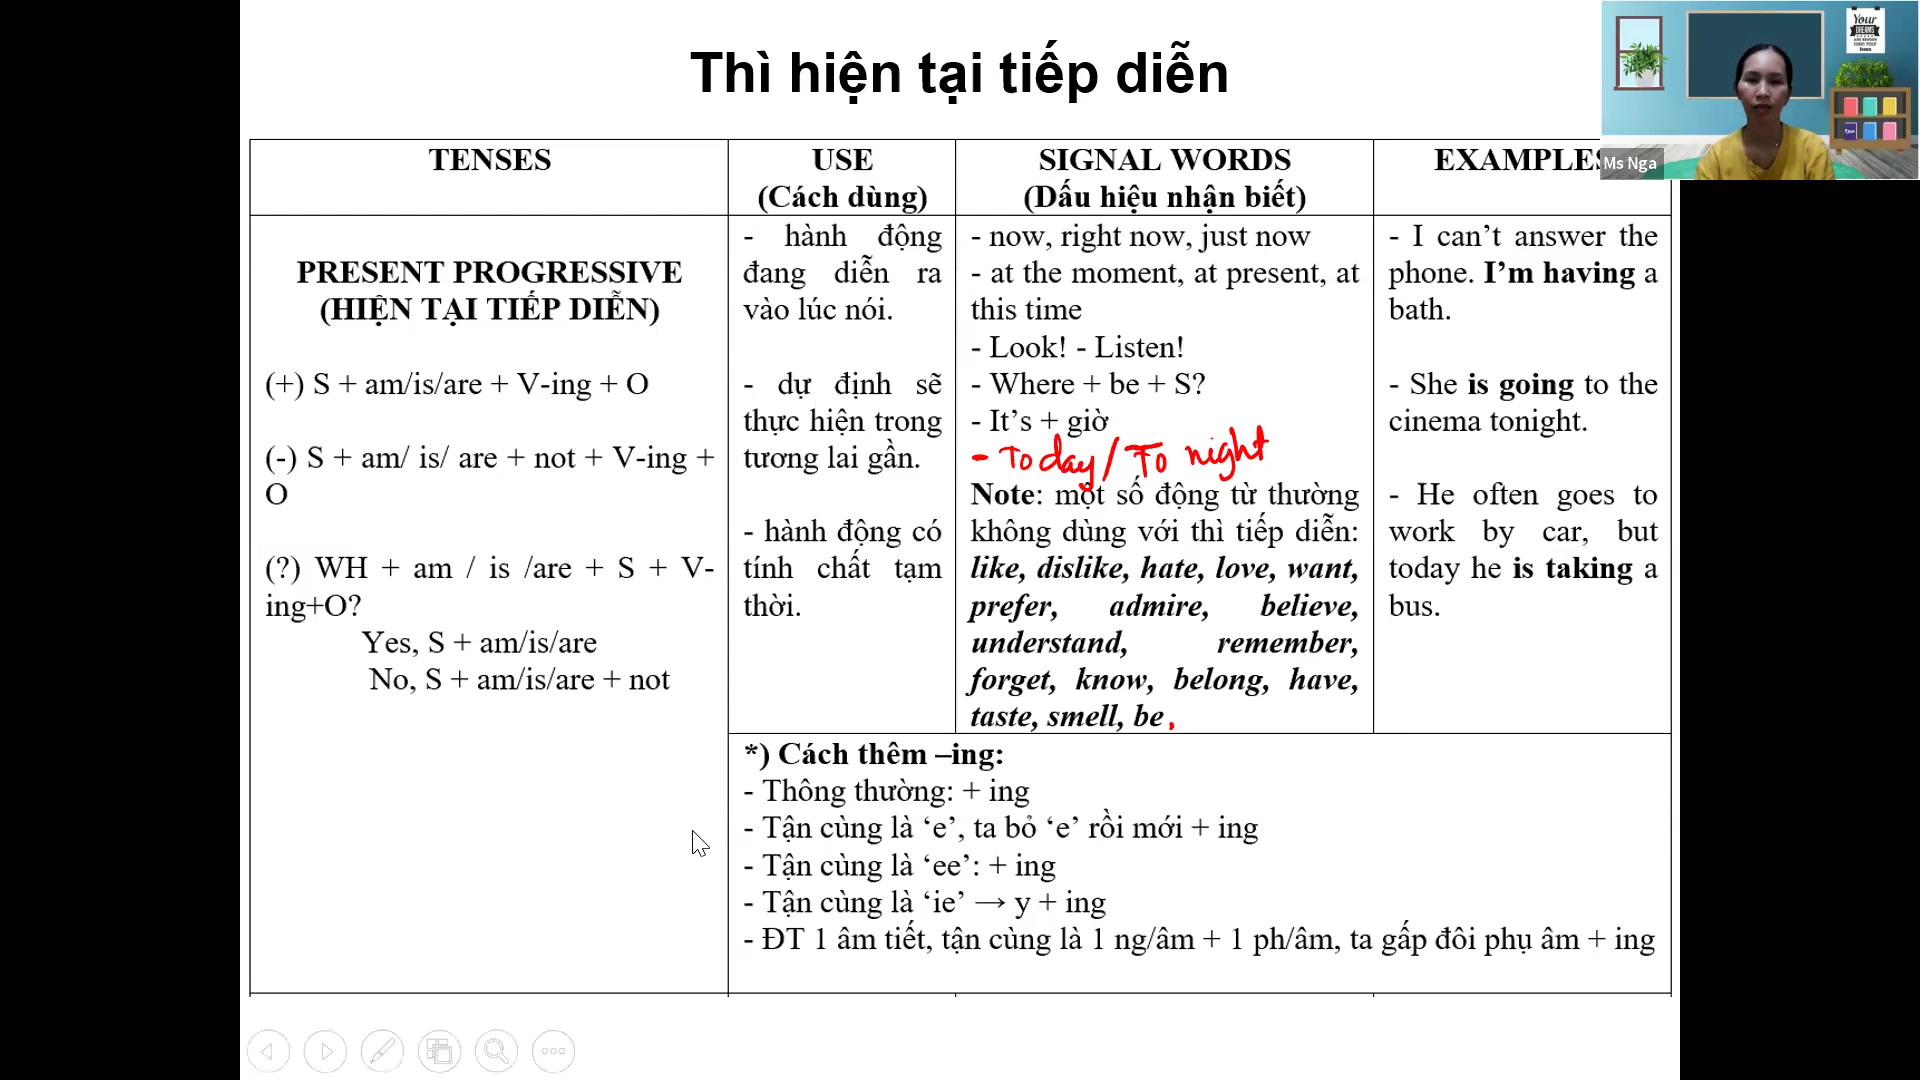 Thì hiện tại tiếp diễn
Your
DREAMS
Ms Nga
TENSES
USE
(Cách dùng)
SIGNAL WORDS
(Dấu hiệu nhận biết)
EXAMPLES
PRESENT PROGRESSIVE
(HIỆN TẠI TIẾP DIỄN)
(+) S + am/is/are + V-ing + O
(-) S + am/ is/ are + not + V-ing +
O
(?) WH + am / is /are + S + V-
ing+O?
Yes, S + am/is/are
No, S + am/is/are + not
- hành động
đang diễn ra
vào lúc nói.
- dự định sẽ
thực hiện trong
tương lai gần.
- hành động có
tính chất tạm
thời.
- now, right now, just now
- at the moment, at present, at
this time
- Look! - Listen!
- Where + be + S?
- It’s + giờ
- Today / To night
Note: một số động từ thường
không dùng với thì tiếp diễn:
like, dislike, hate, love, want,
prefer, admire, believe,
understand, remember,
forget, know, belong, have,
taste, smell, be.
- I can’t answer the
phone. I’m having a
bath.
- She is going to the
cinema tonight.
- He often goes to
work by car, but
today he is taking a
bus.
*) Cách thêm –ing:
- Thông thường: + ing
- Tận cùng là ‘e’, ta bỏ ‘e’ rồi mới + ing
- Tận cùng là ‘ee’: + ing
- Tận cùng là ‘ie’ → y + ing
- ĐT 1 âm tiết, tận cùng là 1 ng/âm + 1 ph/âm, ta gấp đôi phụ âm + ing